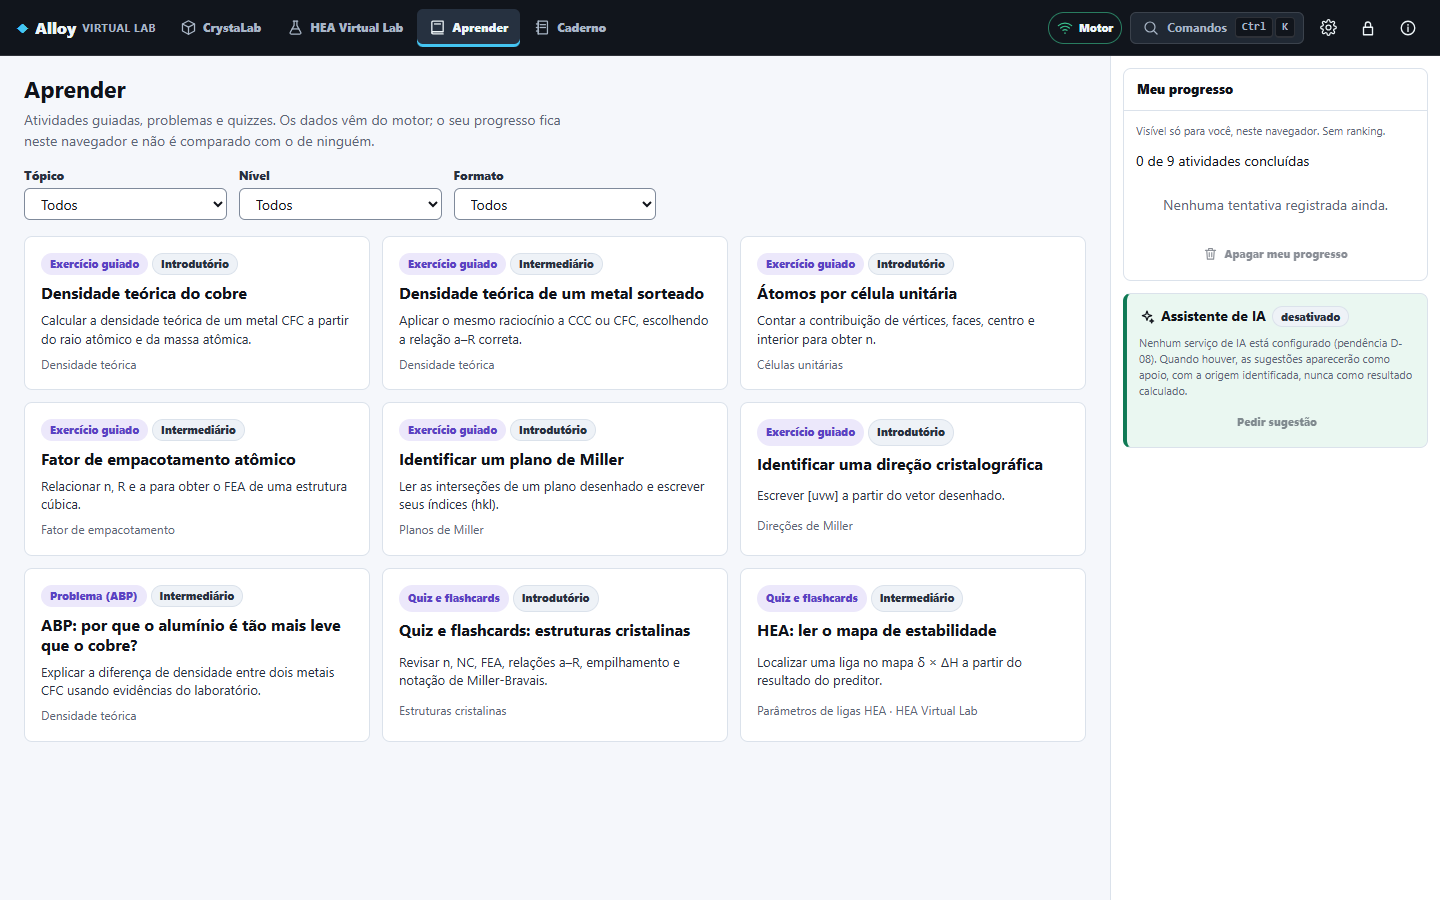 Alloy VIRTUAL LAB
CrystaLab
HEA Virtual Lab
Aprender
Caderno
Motor
Comandos Ctrl K
Aprender
Atividades guiadas, problemas e quizzes. Os dados vêm do motor; o seu progresso fica
neste navegador e não é comparado com o de ninguém.
Tópico
Nível
Formato
Todos
Todos
Todos
Exercício guiado Introdutório
Densidade teórica do cobre
Calcular a densidade teórica de um metal CFC a partir
do raio atômico e da massa atômica.
Densidade teórica
Exercício guiado Intermediário
Densidade teórica de um metal sorteado
Aplicar o mesmo raciocínio a CCC ou CFC, escolhendo
a relação a–R correta.
Densidade teórica
Exercício guiado Introdutório
Átomos por célula unitária
Contar a contribuição de vértices, faces, centro e
interior para obter n.
Células unitárias
Exercício guiado Intermediário
Fator de empacotamento atômico
Relacionar n, R e a para obter o FEA de uma estrutura
cúbica.
Fator de empacotamento
Exercício guiado Introdutório
Identificar um plano de Miller
Ler as interseções de um plano desenhado e escrever
seus índices (hkl).
Planos de Miller
Exercício guiado Introdutório
Identificar uma direção cristalográfica
Escrever [uvw] a partir do vetor desenhado.
Direções de Miller
Problema (ABP) Intermediário
ABP: por que o alumínio é tão mais leve
que o cobre?
Explicar a diferença de densidade entre dois metais
CFC usando evidências do laboratório.
Densidade teórica
Quiz e flashcards Introdutório
Quiz e flashcards: estruturas cristalinas
Revisar n, NC, FEA, relações a–R, empilhamento e
notação de Miller-Bravais.
Estruturas cristalinas
Quiz e flashcards Intermediário
HEA: ler o mapa de estabilidade
Localizar uma liga no mapa δ × ΔH a partir do
resultado do preditor.
Parâmetros de ligas HEA · HEA Virtual Lab
Meu progresso
Visível só para você, neste navegador. Sem ranking.
0 de 9 atividades concluídas
Nenhuma tentativa registrada ainda.
Apagar meu progresso
Assistente de IA desativado
Nenhum serviço de IA está configurado (pendência D-
08). Quando houver, as sugestões aparecerão como
apoio, com a origem identificada, nunca como resultado
calculado.
Pedir sugestão